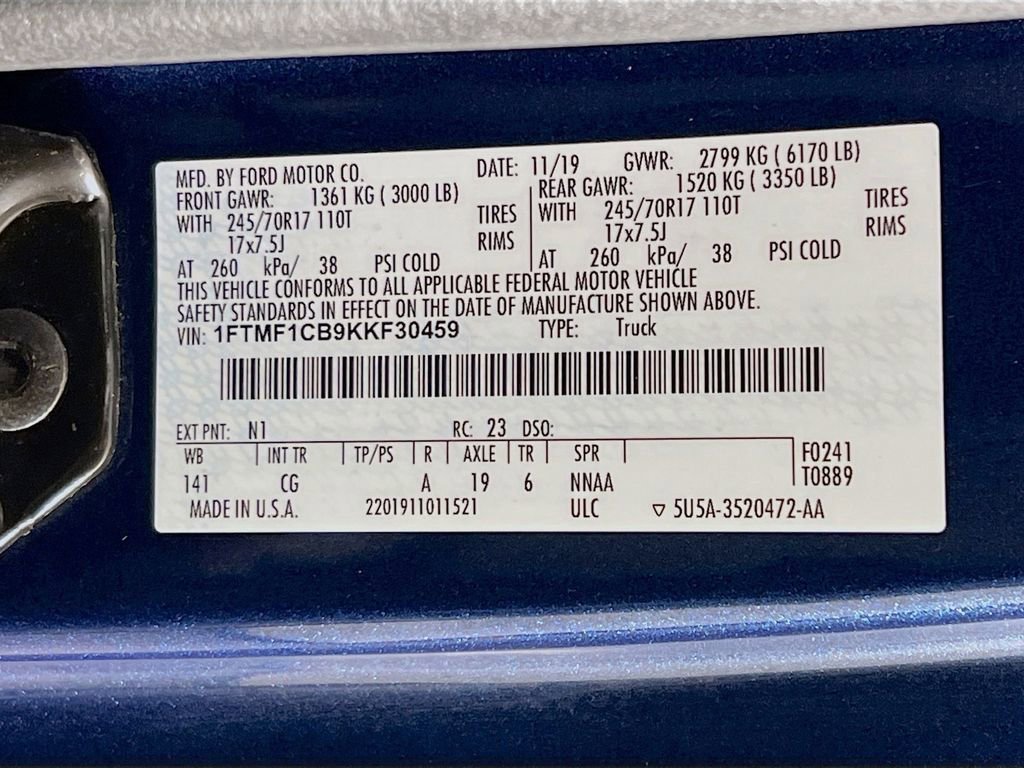 MFD. BY FORD MOTOR CO. DATE: 11/19 GVWR: 2799 KG ( 6170 LB)
FRONT GAWR: 1361 KG ( 3000 LB) REAR GAWR: 1520 KG ( 3350 LB)
WITH 245/70R17 110T TIRES WITH 245/70R17 110T TIRES
17x7.5J RIMS 17x7.5J RIMS
AT 260 kPa/ 38 PSI COLD AT 260 kPa/ 38 PSI COLD
THIS VEHICLE CONFORMS TO ALL APPLICABLE FEDERAL MOTOR VEHICLE
SAFETY STANDARDS IN EFFECT ON THE DATE OF MANUFACTURE SHOWN ABOVE.
VIN: 1FTMF1CB9KKF30459 TYPE: Truck
EXT PNT: N1 RC: 23 DSO:
WB INT TR TP/PS R AXLE TR SPR F0241
141 CG A 19 6 NNAA T0889
MADE IN U.S.A. 2201911011521 ULC ▽ 5U5A-3520472-AA